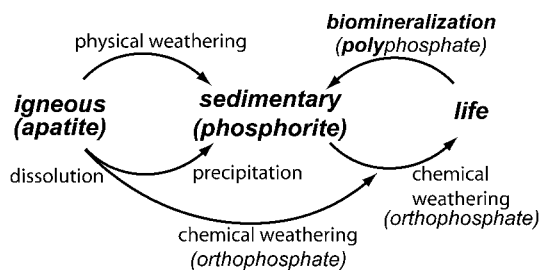 biomineralization
(polyphosphate)
physical weathering
igneous
(apatite)
sedimentary
(phosphorite)
life
dissolution
precipitation
chemical
weathering
(orthophosphate)
chemical weathering
(orthophosphate)